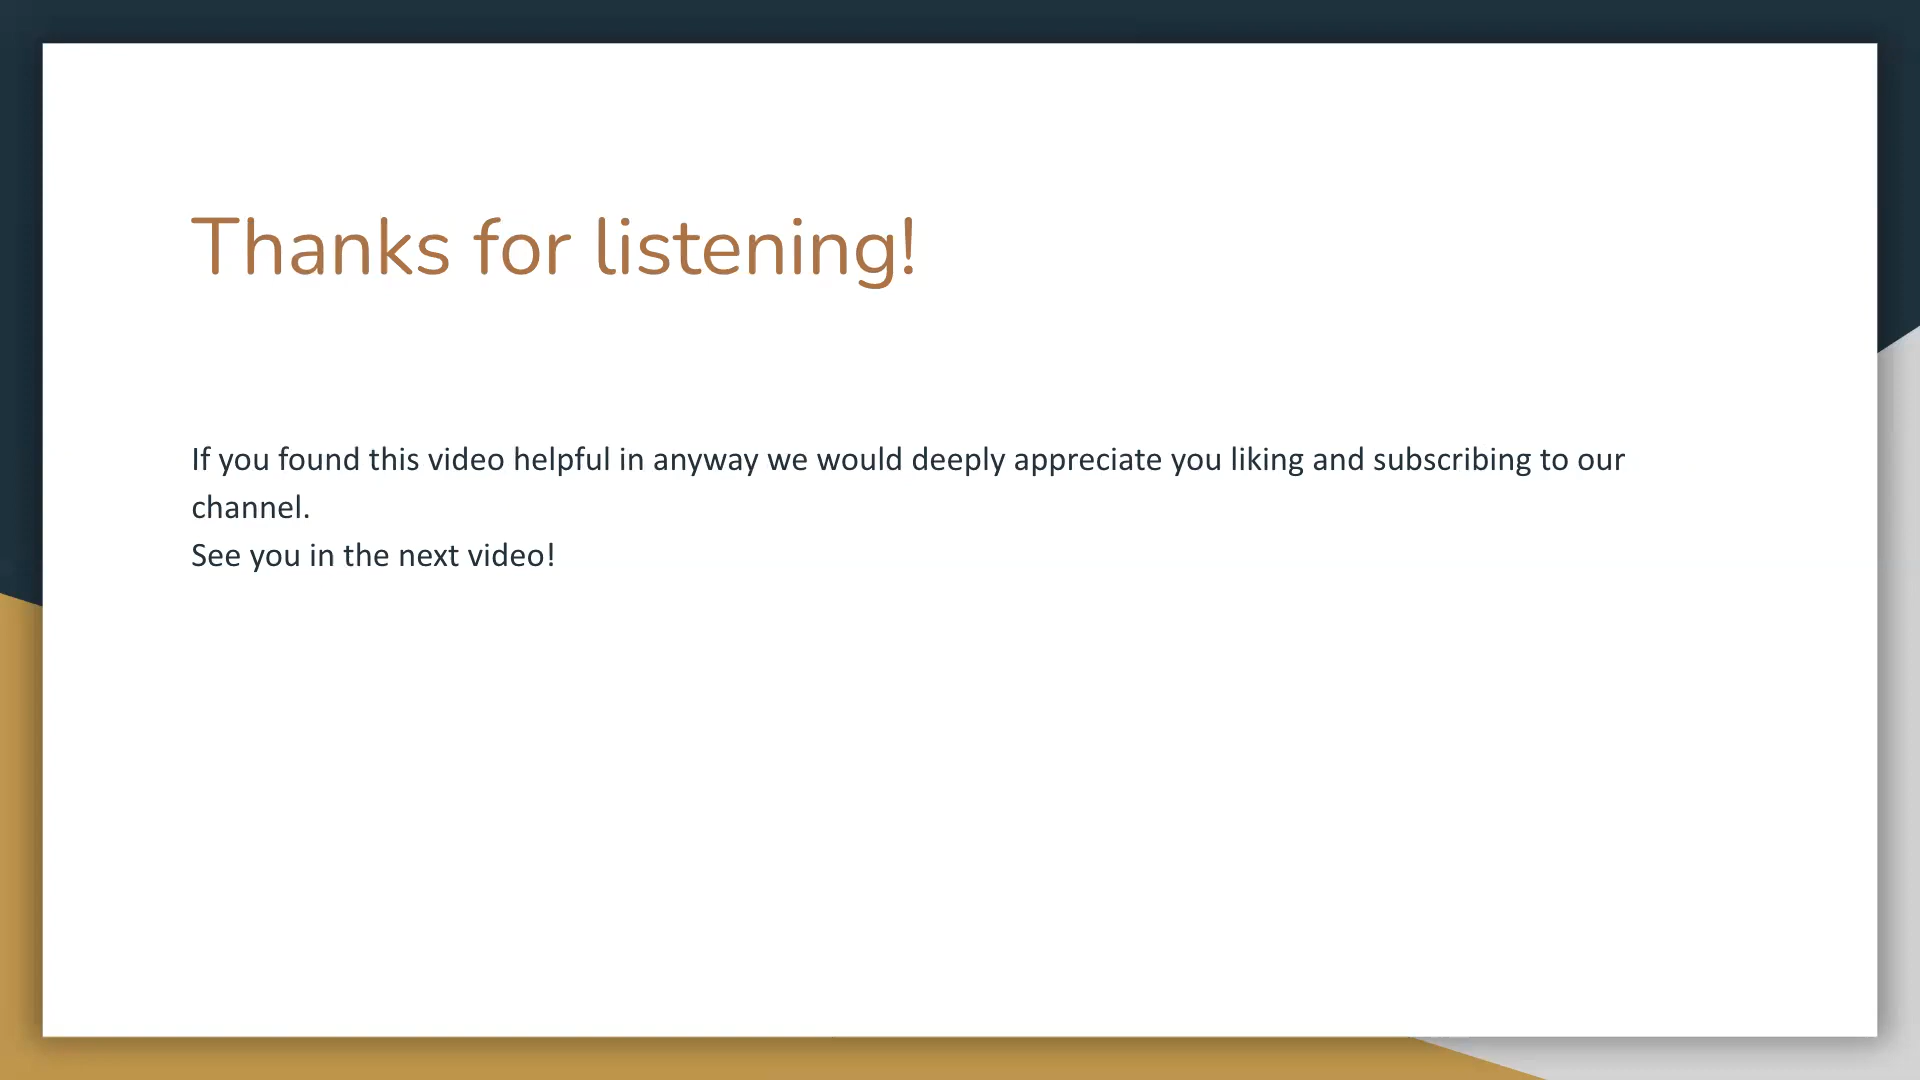 Thanks for listening!
If you found this video helpful in anyway we would deeply appreciate you liking and subscribing to our
channel.
See you in the next video!